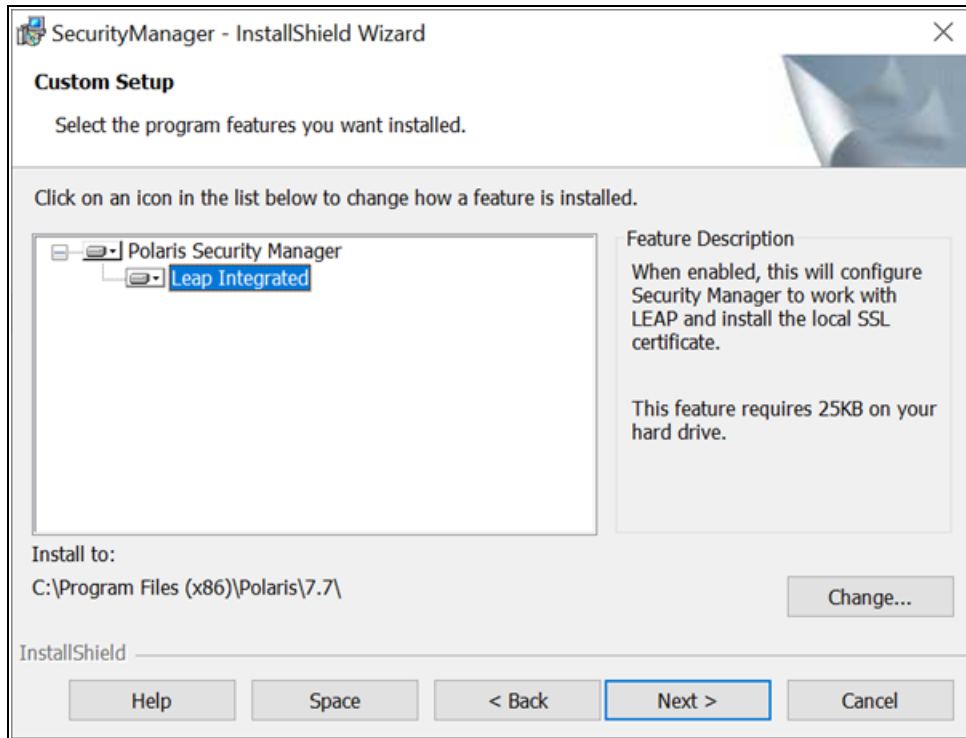 SecurityManager - InstallShield Wizard
Custom Setup
Select the program features you want installed.
Click on an icon in the list below to change how a feature is installed.
Polaris Security Manager
Leap Integrated
Feature Description
When enabled, this will configure
Security Manager to work with
LEAP and install the local SSL
certificate.
This feature requires 25KB on your
hard drive.
Install to:
C:\Program Files (x86)\Polaris\7.7\
Change...
InstallShield
Help
Space
< Back
Next >
Cancel